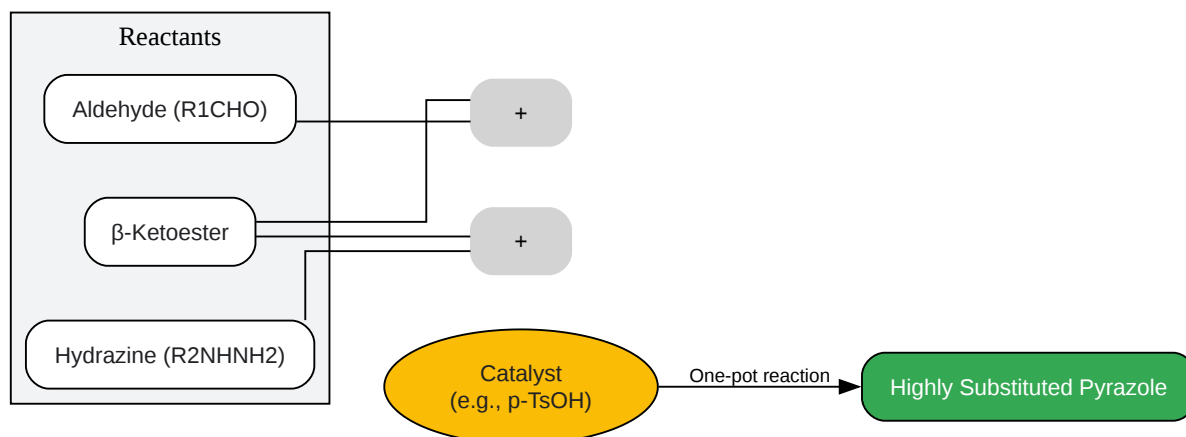 Reactants
Aldehyde (R1CHO)
+
β-Ketoester
+
Hydrazine (R2NHNH2)
Catalyst
(e.g., p-TsOH)
One-pot reaction
Highly Substituted Pyrazole